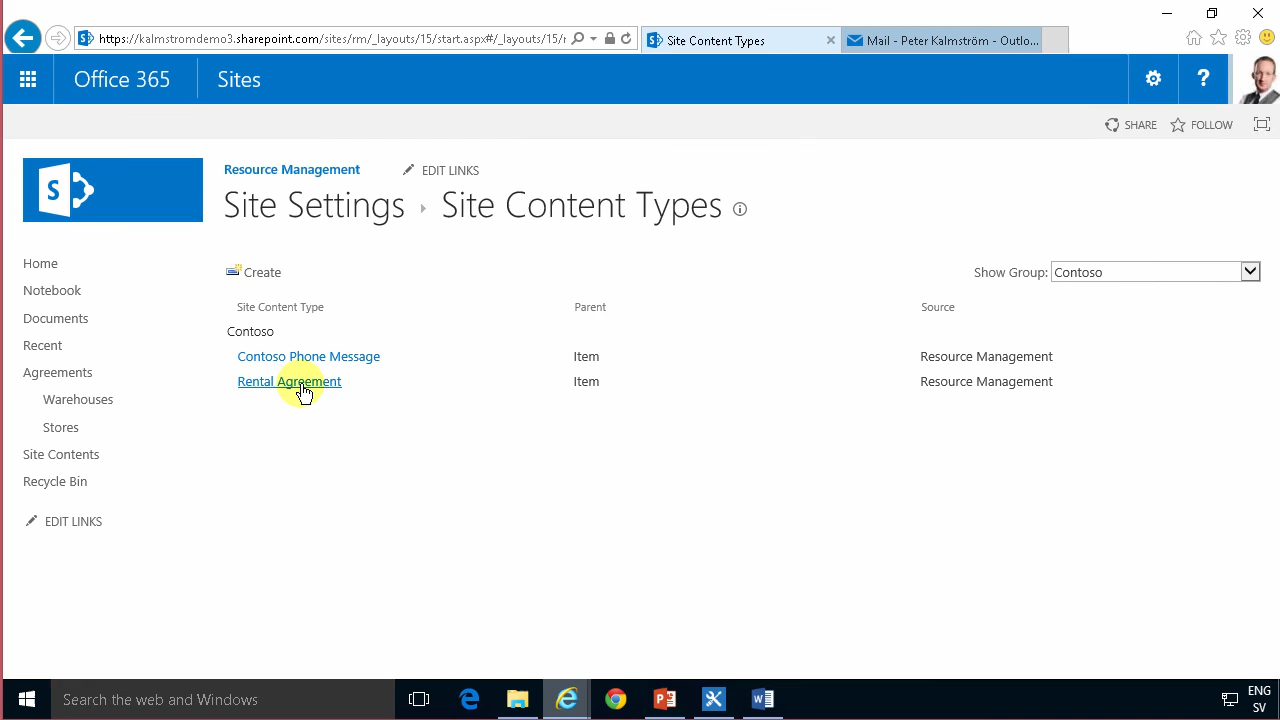 https://kalmstromdemo3.sharepoint.com/sites/rm/_layouts/15/start.aspx#/_layouts/15/r
Site Content Types
Mail - Peter Kalmström - Outlo...
Office 365
Sites
?
SHARE
FOLLOW
S
Resource Management
EDIT LINKS
Site Settings ▸ Site Content Types
Home
Notebook
Documents
Recent
Agreements
Warehouses
Stores
Site Contents
Recycle Bin
EDIT LINKS
Create
Show Group: Contoso
Site Content Type Parent Source
Contoso
Contoso Phone Message Item Resource Management
Rental Agreement Item Resource Management
Search the web and Windows
ENG
SV